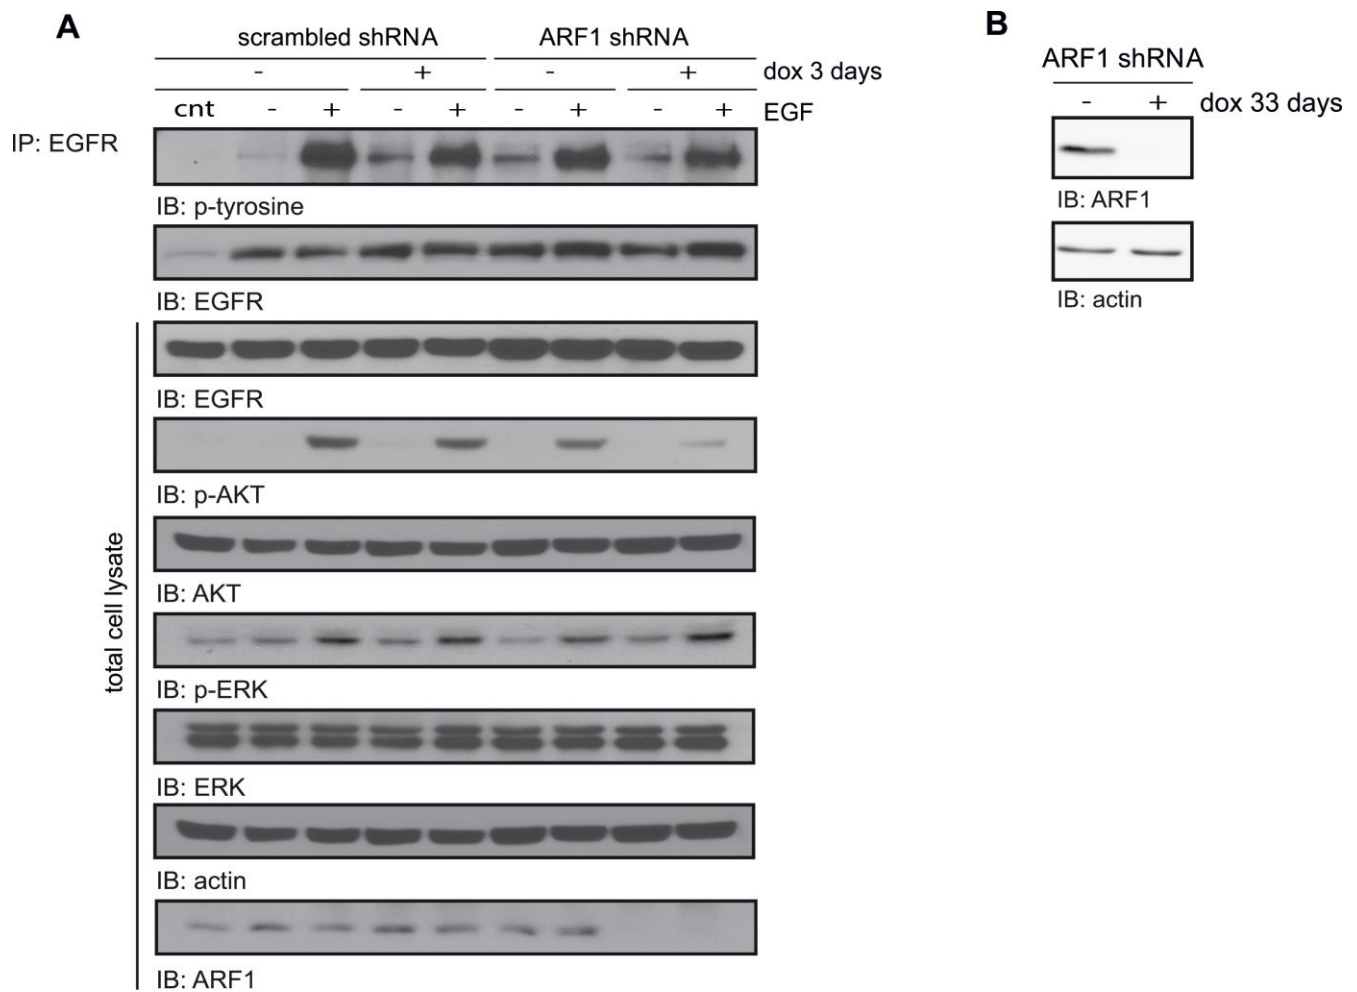 A
scrambled shRNA ARF1 shRNA
- + - + dox 3 days
cnt - + - + - + - + EGF
IP: EGFR
IB: p-tyrosine
IB: EGFR
IB: EGFR
IB: p-AKT
IB: AKT
IB: p-ERK
IB: ERK
IB: actin
IB: ARF1
total cell lysate
B
ARF1 shRNA
- + dox 33 days
IB: ARF1
IB: actin